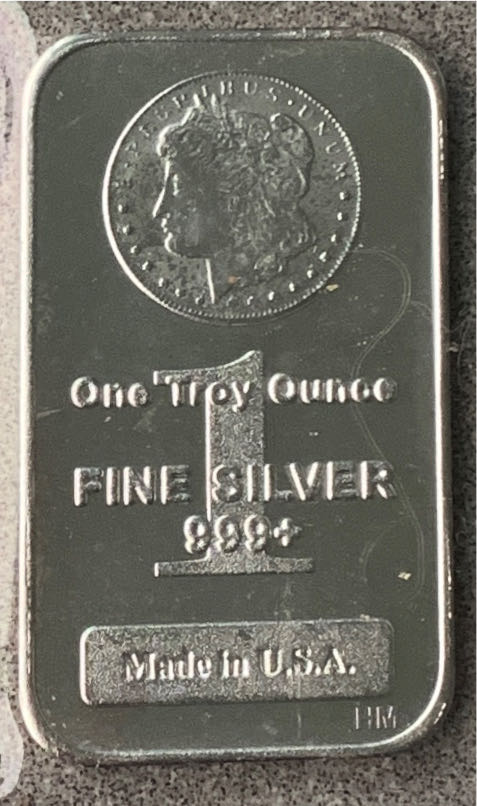 E·PLURIBUS·UNUM
1
One Troy Ounce
FINE SILVER
999+
Made in U.S.A.
HM